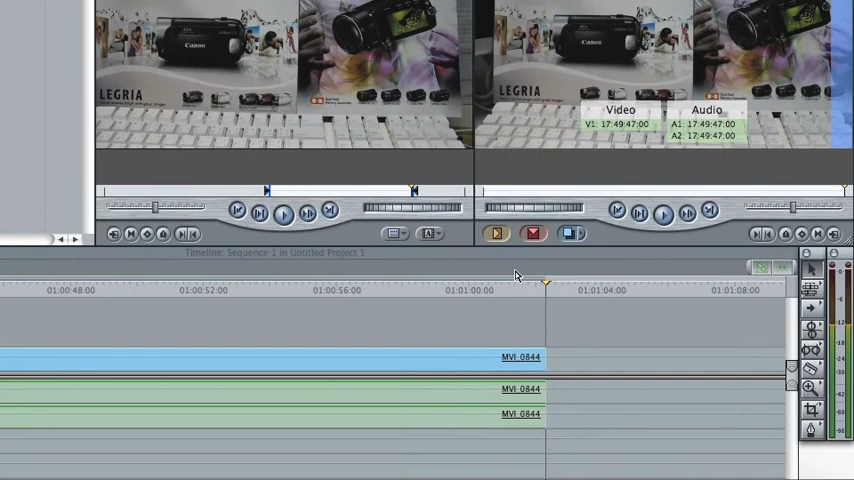 Canon
LEGRIA
Canon
LEGRIA
Video
Audio
V1: 17:49:47:00
A1: 17:49:47:00
A2: 17:49:47:00
Timeline: Sequence 1 in Untitled Project 1
01:00:48:00
01:00:52:00
01:00:56:00
01:01:00:00
01:01:04:00
01:01:08:00
MVI_0844
MVI_0844
MVI_0844